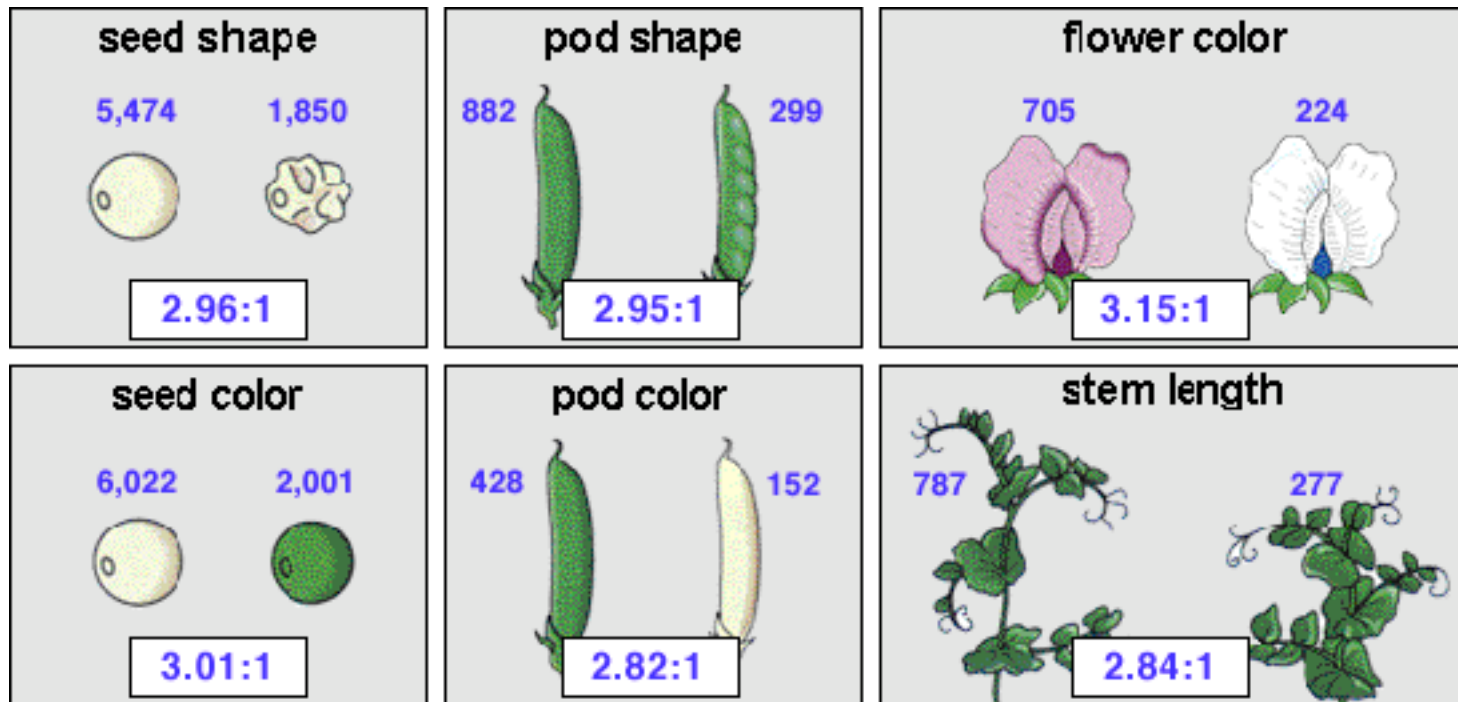 seed shape
5,474 1,850
2.96:1
pod shape
882 299
2.95:1
flower color
705 224
3.15:1
seed color
6,022 2,001
3.01:1
pod color
428 152
2.82:1
stem length
787 277
2.84:1